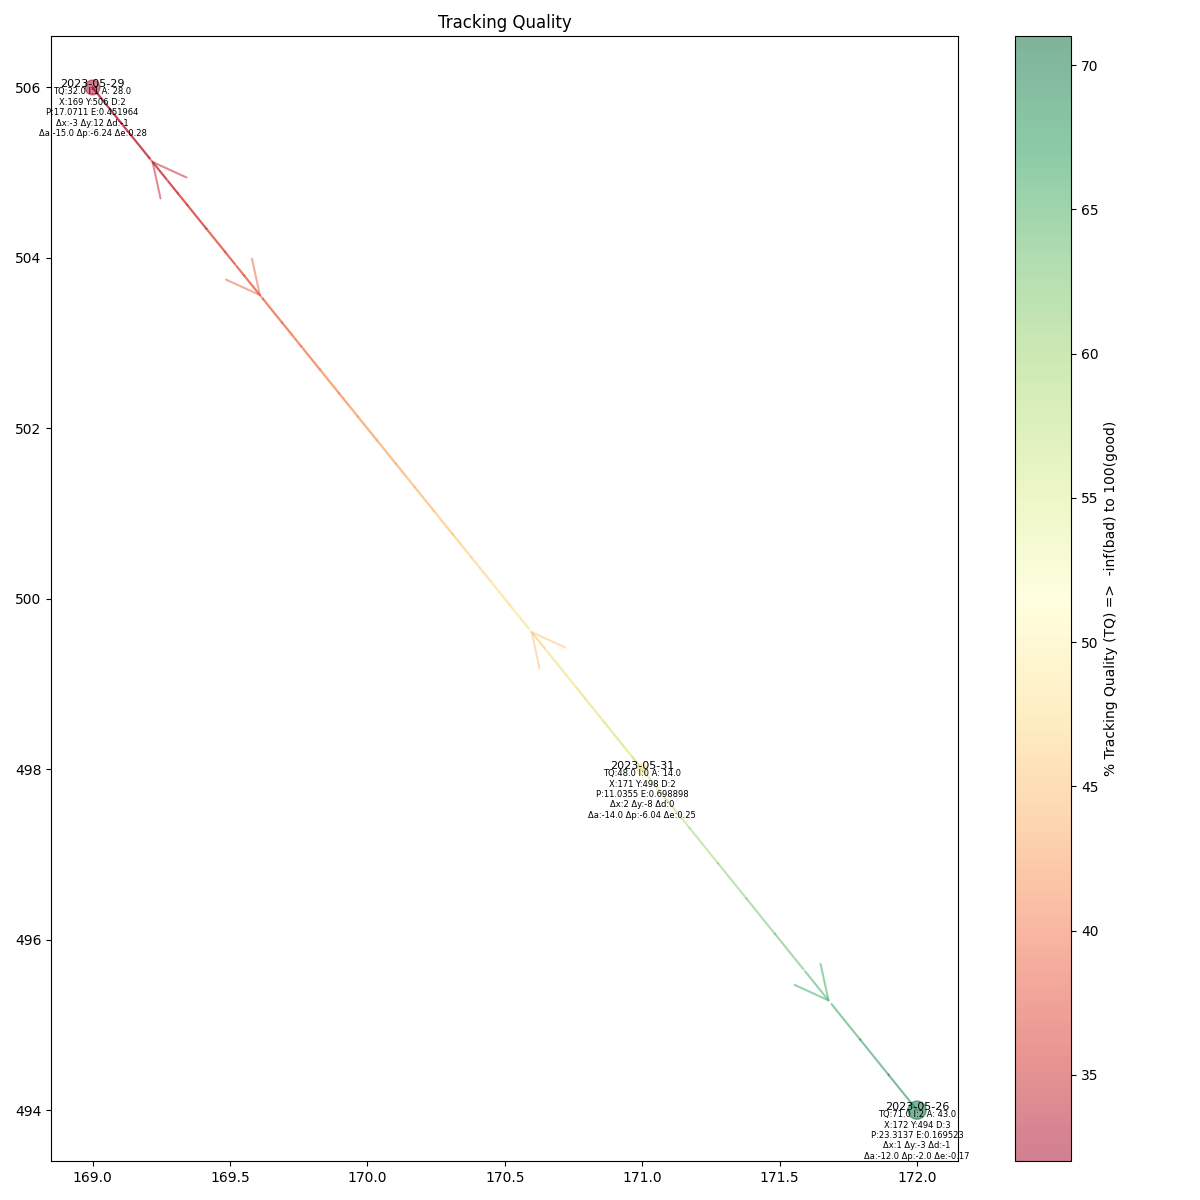 Tracking Quality
506
504
502
500
498
496
494
169.0
169.5
170.0
170.5
171.0
171.5
172.0
2023-05-29
TQ:32.0 I:1 A: 28.0
X:169 Y:506 D:2
P:17.0711 E:0.451964
Δx:-3 Δy:12 Δd:-1
Δa:-15.0 Δp:-6.24 Δe:0.28
2023-05-31
TQ:48.0 I:0 A: 14.0
X:171 Y:498 D:2
P:11.0355 E:0.698898
Δx:2 Δy:-8 Δd:0
Δa:-14.0 Δp:-6.04 Δe:0.25
2023-05-26
TQ:71.0 I:2 A: 43.0
X:172 Y:494 D:3
P:23.3137 E:0.169523
Δx:1 Δy:-3 Δd:-1
Δa:-12.0 Δp:-2.0 Δe:-0.17
70
65
60
55
50
45
40
35
% Tracking Quality (TQ) => -inf(bad) to 100(good)